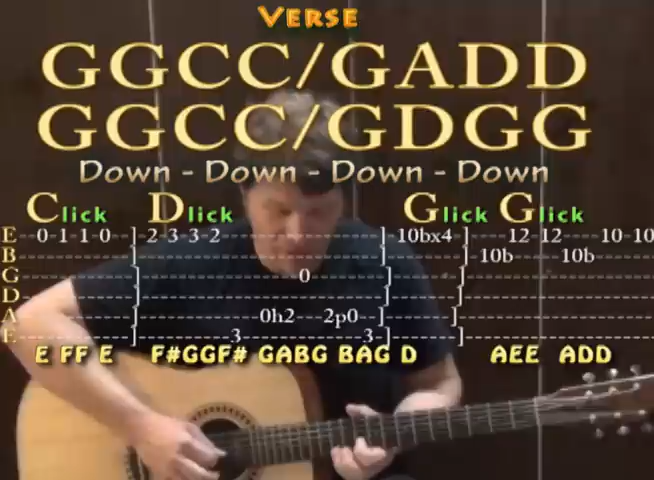 VERSE
GGCC/GADD
GGCC/GDGG
Down - Down - Down - Down
Click Dlick Glick Glick
E--0-1-1-0--] 2-3-3-2----------------] 10bx4-]----12-12----10-10
B-----------]------------------------]-------] 10b------10b-----
G-----------]------------0-----------]-------]------------------
D-----------]------------------------]-------]------------------
A-----------]--------0h2---2p0--]-------]------------------
E-----------]--------3-----------3-]-------]------------------
E FF E F#GGF# GABG BAG D AEE ADD